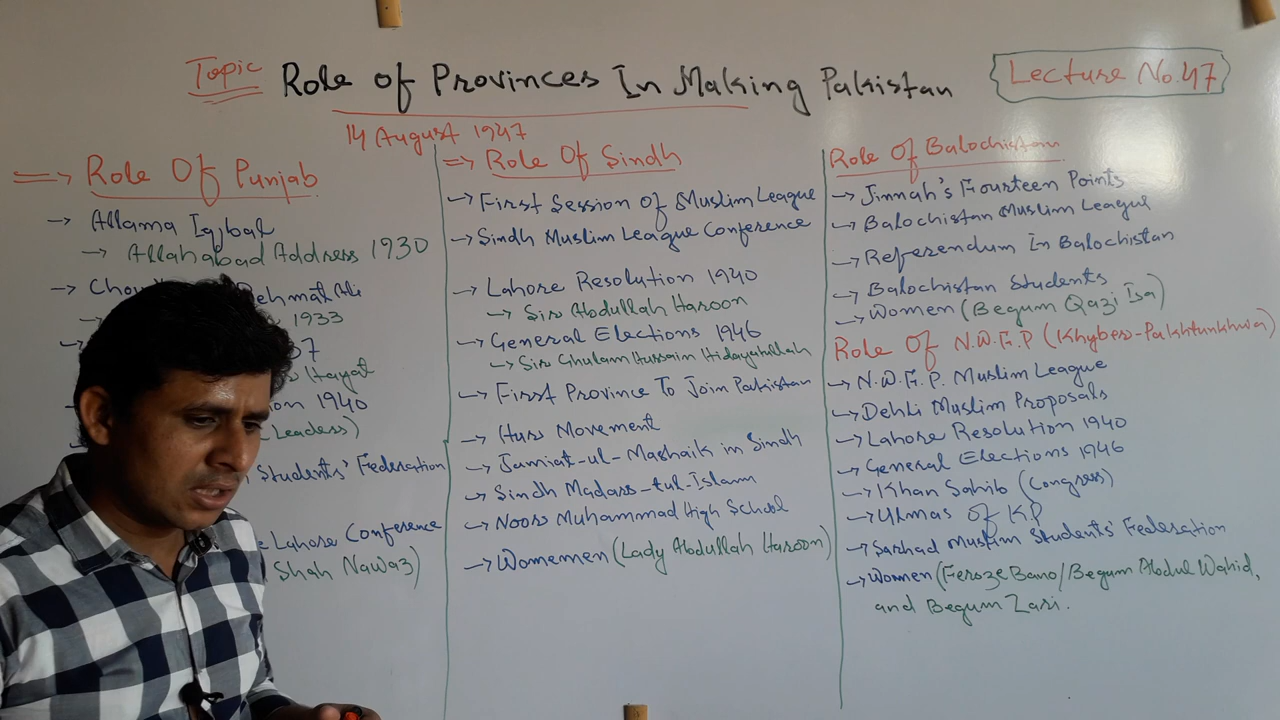 Topic Role of Provinces In Making Pakistan
Lecture No.47
14 August 1947
=> Role Of Punjab
-> Allama Iqbal
-> Allahabad Address 1930
-> Rehmat Ali
1933
Hayat
1940
Leaders)
Students' Federation
Lahore Conference
Shah Nawaz)
=> Role Of Sindh
-> First Session of Muslim League
-> Sindh Muslim League Conference
-> Lahore Resolution 1940
-> Sir Abdullah Haroon
-> General Elections 1946
-> Sir Ghulam Hussain Hidayatullah
-> First Province To Join Pakistan
-> Hurs Movement
-> Jamiat-ul-Mashaik in Sindh
-> Sindh Madars-tul-Islam
-> Noor Muhammad High School
-> Womemen (Lady Abdullah Haroon)
Role Of Balochistan
-> Jinnah's Fourteen Points
-> Balochistan Muslim League
-> Referendum In Balochistan
-> Balochistan Students
-> Women (Begum Qazi Isa)
Role Of N.W.F.P (Khyber-Pakhtunkhwa)
-> N.W.F.P. Muslim League
-> Dehli Muslim Proposals
-> Lahore Resolution 1940
-> General Elections 1946
-> Khan Sahib (Congress)
-> Ulmas of K.P
-> Sarhad Muslim Students' Federation
-> Women (Feroze Bano/Begum Abdul Wahid,
and Begum Zari.